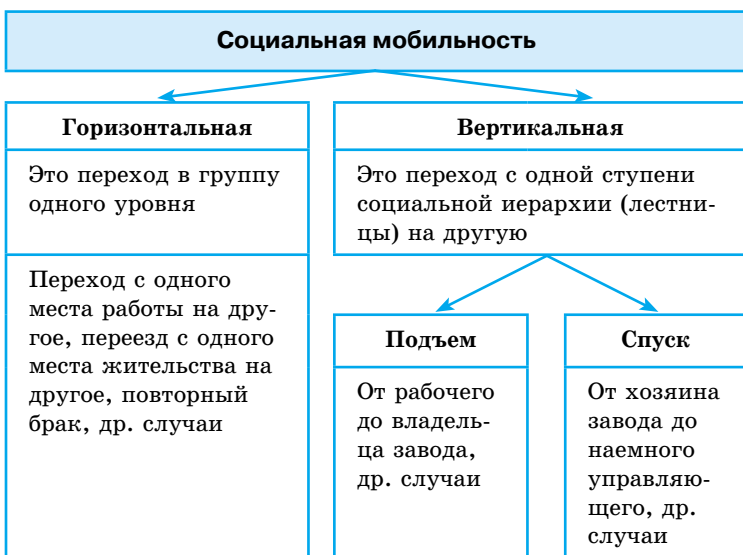 Социальная мобильность
Горизонтальная
Это переход в группу
одного уровня
Переход с одного
места работы на дру-
гое, переезд с одного
места жительства на
другое, повторный
брак, др. случаи
Вертикальная
Это переход с одной ступени
социальной иерархии (лестни-
цы) на другую
Подъем
От рабочего
до владель-
ца завода,
др. случаи
Спуск
От хозяина
завода до
наемного
управляю-
щего, др.
случаи